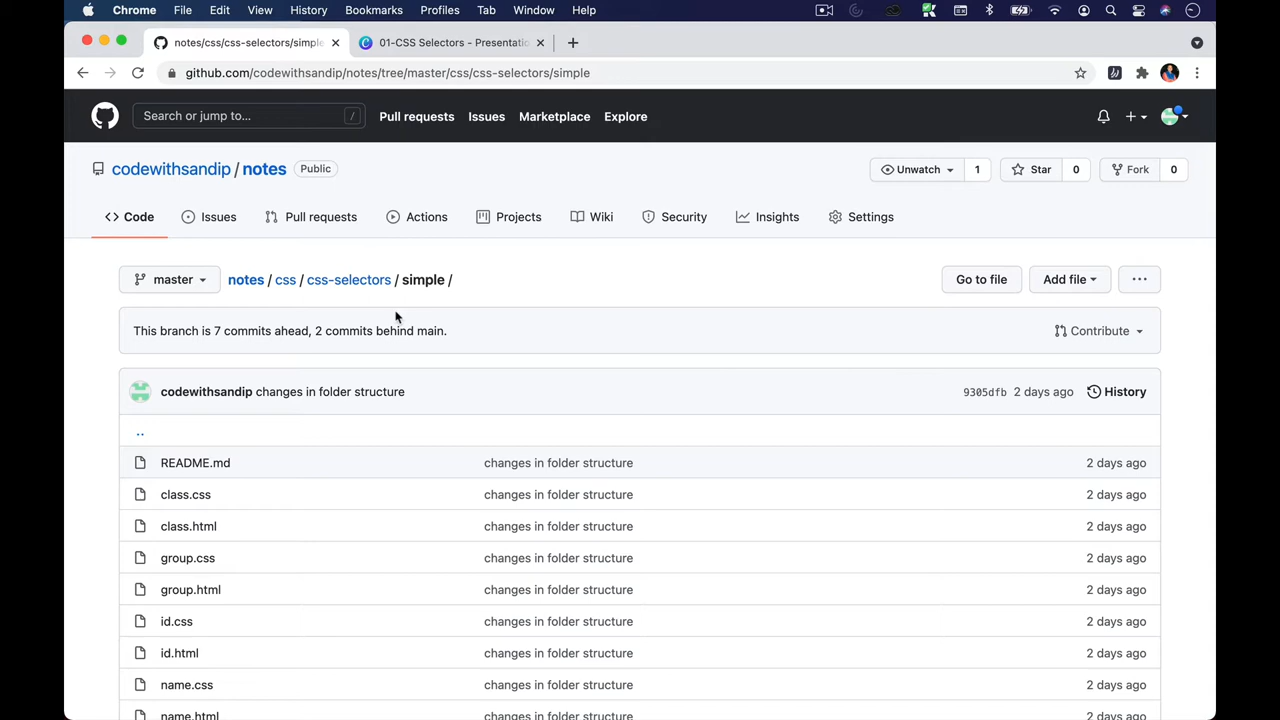 Chrome File Edit View History Bookmarks Profiles Tab Window Help
notes/css/css-selectors/simple 01-CSS Selectors - Presentatio
github.com/codewithsandip/notes/tree/master/css/css-selectors/simple
Search or jump to... / Pull requests Issues Marketplace Explore
codewithsandip / notes Public Unwatch 1 Star 0 Fork 0
<> Code Issues Pull requests Actions Projects Wiki Security Insights Settings
master notes / css / css-selectors / simple / Go to file Add file ...
This branch is 7 commits ahead, 2 commits behind main. Contribute
codewithsandip changes in folder structure 9305dfb 2 days ago History
..
README.md changes in folder structure 2 days ago
class.css changes in folder structure 2 days ago
class.html changes in folder structure 2 days ago
group.css changes in folder structure 2 days ago
group.html changes in folder structure 2 days ago
id.css changes in folder structure 2 days ago
id.html changes in folder structure 2 days ago
name.css changes in folder structure 2 days ago
name.html changes in folder structure 2 days ago